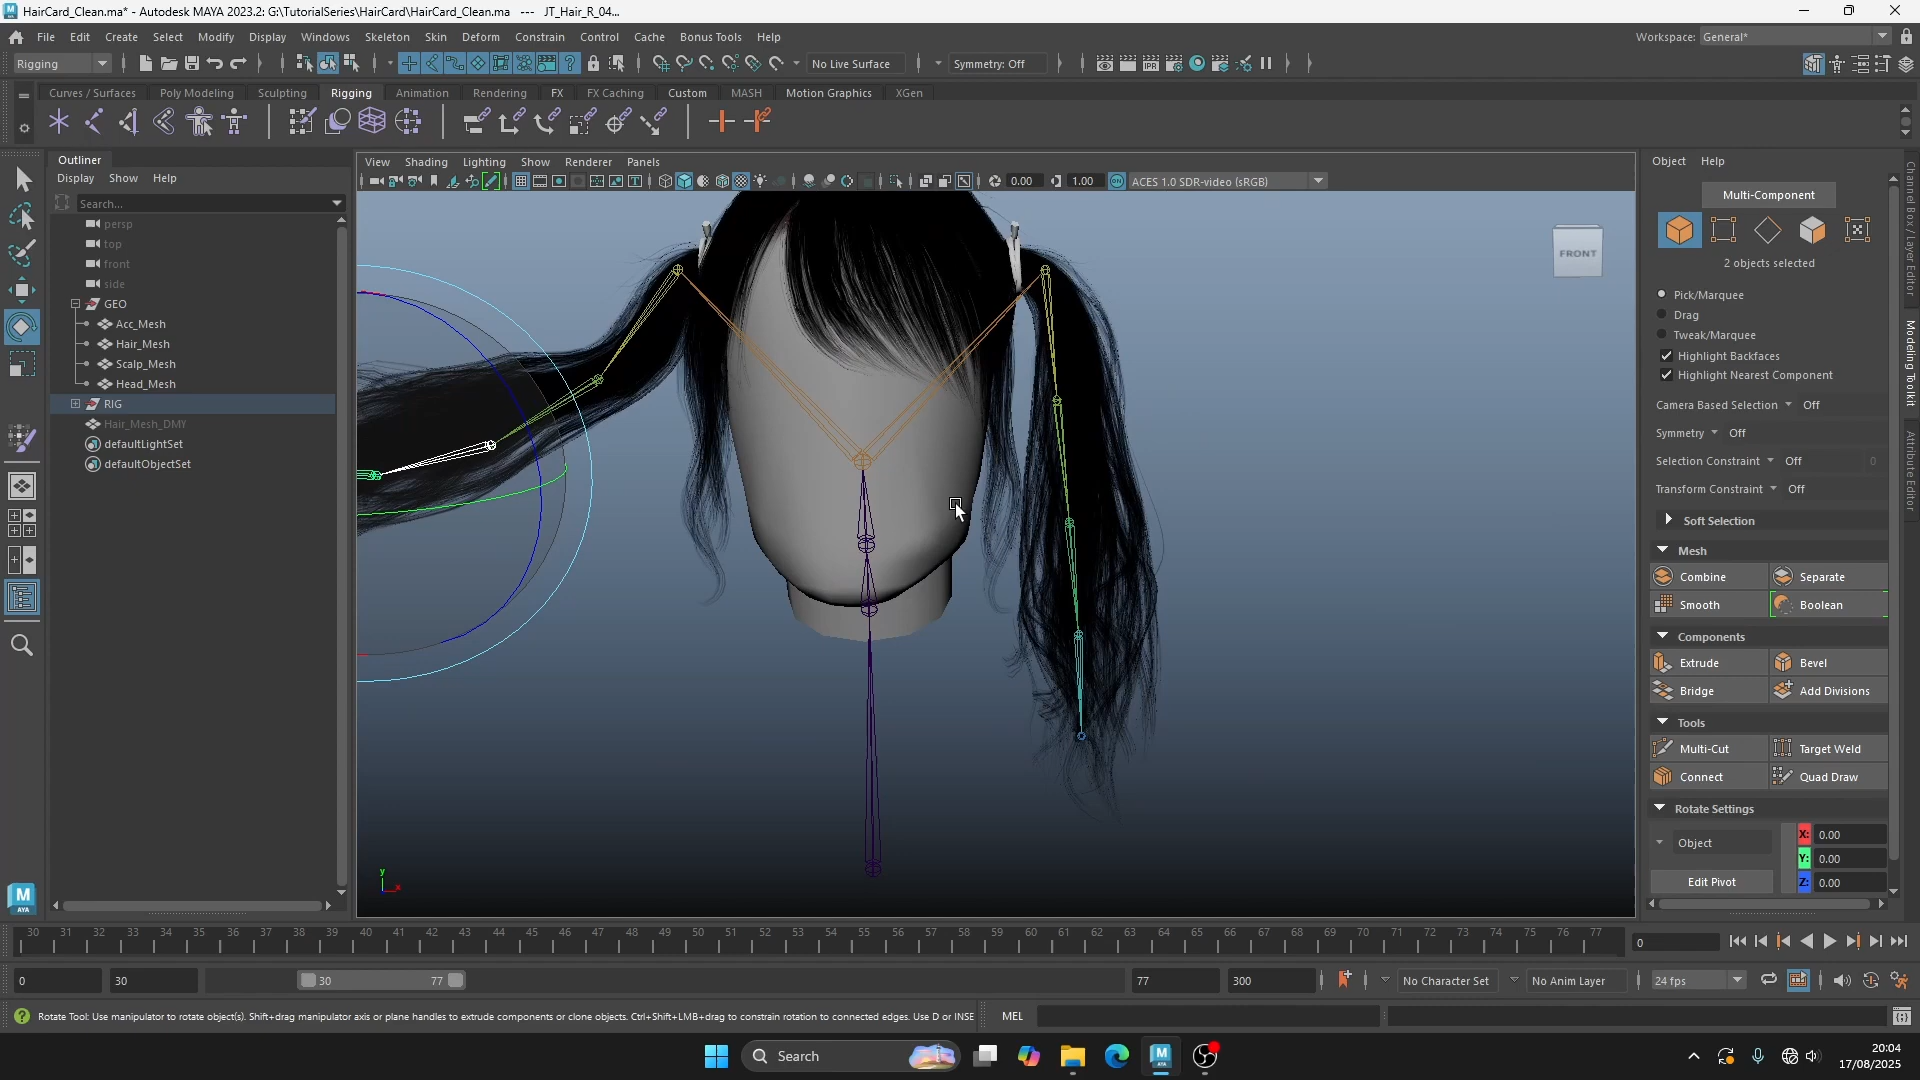 HairCard_Clean.ma* - Autodesk MAYA 2023.2: G:\TutorialSeries\HairCard\HairCard_Clean.ma --- JT_Hair_R_04...
File Edit Create Select Modify Display Windows Skeleton Skin Deform Constrain Control Cache Bonus Tools Help
Workspace: General*
Rigging
No Live Surface
Symmetry: Off
IPR
Curves / Surfaces Poly Modeling Sculpting Rigging Animation Rendering FX FX Caching Custom MASH Motion Graphics XGen
Outliner
Display Show Help
Search...
persp
top
front
side
GEO
Acc_Mesh
Hair_Mesh
Scalp_Mesh
Head_Mesh
RIG
Hair_Mesh_DMY
defaultLightSet
defaultObjectSet
View Shading Lighting Show Renderer Panels
0.00 1.00 ON ACES 1.0 SDR-video (sRGB)
FRONT
y
x
Object Help
Multi-Component
2 objects selected
Pick/Marquee
Drag
Tweak/Marquee
Highlight Backfaces
Highlight Nearest Component
Camera Based Selection Off
Symmetry Off
Selection Constraint Off 0
Transform Constraint Off
Soft Selection
Mesh
Combine Separate
Smooth Boolean
Components
Extrude Bevel
Bridge Add Divisions
Tools
Multi-Cut Target Weld
Connect Quad Draw
Rotate Settings
Object X: 0.00
Y: 0.00
Edit Pivot Z: 0.00
Channel Box / Layer Editor
Modeling Toolkit
Attribute Editor
M
AYA
30 31 32 33 34 35 36 37 38 39 40 41 42 43 44 45 46 47 48 49 50 51 52 53 54 55 56 57 58 59 60 61 62 63 64 65 66 67 68 69 70 71 72 73 74 75 76 77
0
0 30 30 77 77 300 No Character Set No Anim Layer 24 fps
Rotate Tool: Use manipulator to rotate object(s). Shift+drag manipulator axis or plane handles to extrude components or clone objects. Ctrl+Shift+LMB+drag to constrain rotation to connected edges. Use D or INSE
MEL
Search
20:04
17/08/2025